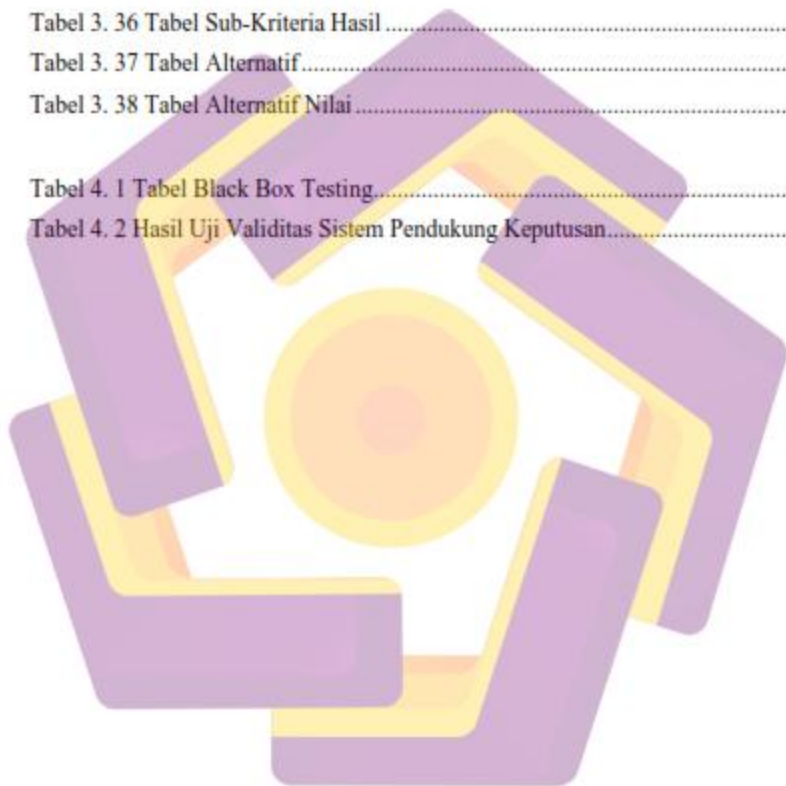 Tabel 3. 36 Tabel Sub-Kriteria Hasil ................................................................................
Tabel 3. 37 Tabel Alternatif ................................................................................................
Tabel 3. 38 Tabel Alternatif Nilai ......................................................................................
Tabel 4. 1 Tabel Black Box Testing ..................................................................................
Tabel 4. 2 Hasil Uji Validitas Sistem Pendukung Keputusan ...................................